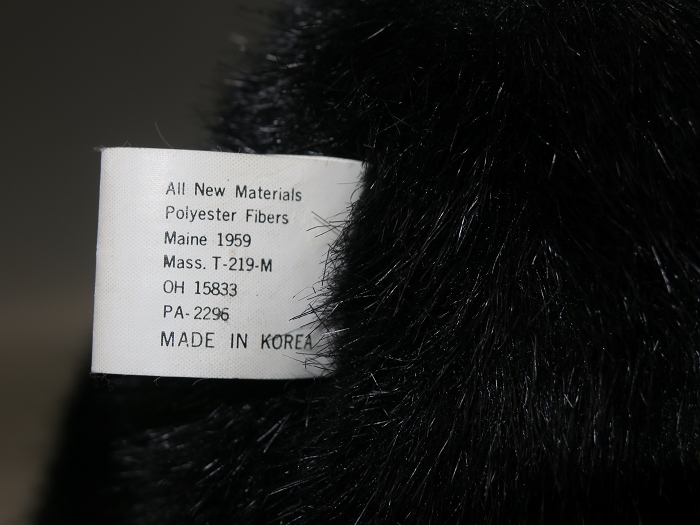 All New Materials
Polyester Fibers
Maine 1959
Mass. T-219-M
OH 15833
PA-2296
MADE IN KOREA